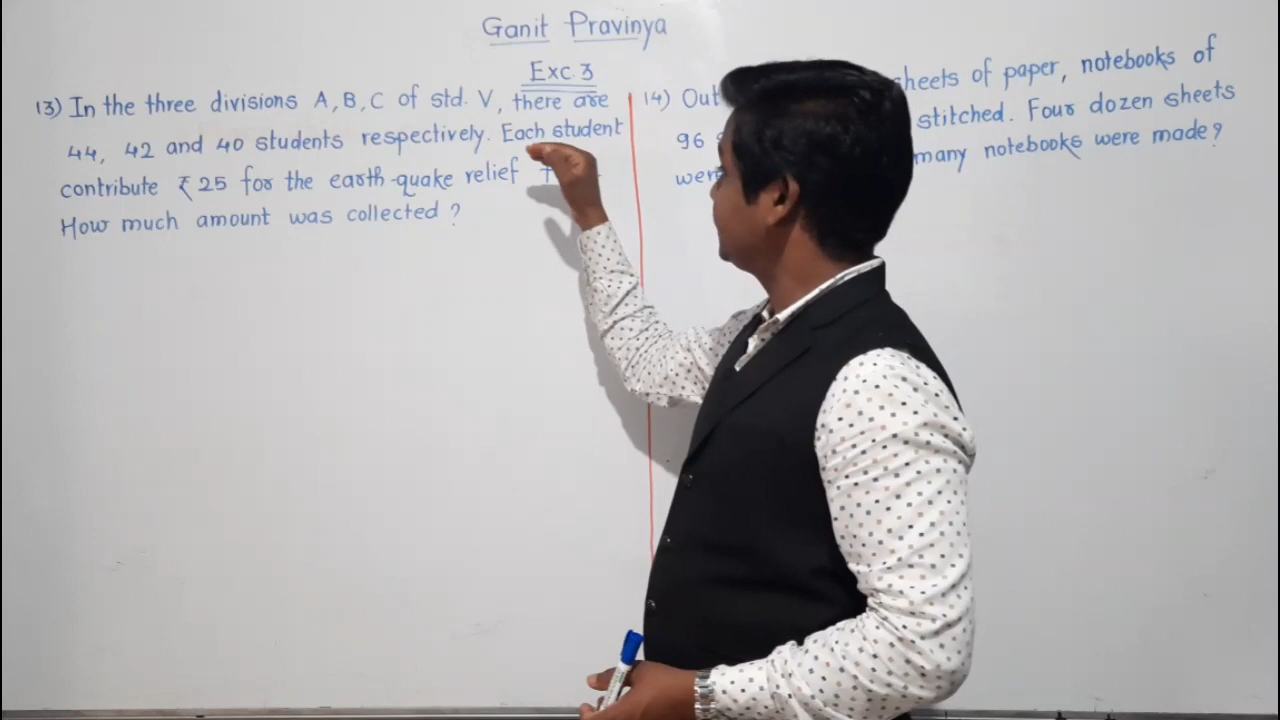 Ganit Pravinya
Exc. 3
13) In the three divisions A, B, C of std. V, there are
44, 42 and 40 students respectively. Each student
contribute ₹ 25 for the earth-quake relief
How much amount was collected ?
14) Out sheets of paper, notebooks of
96 stitched. Four dozen sheets
were many notebooks were made?